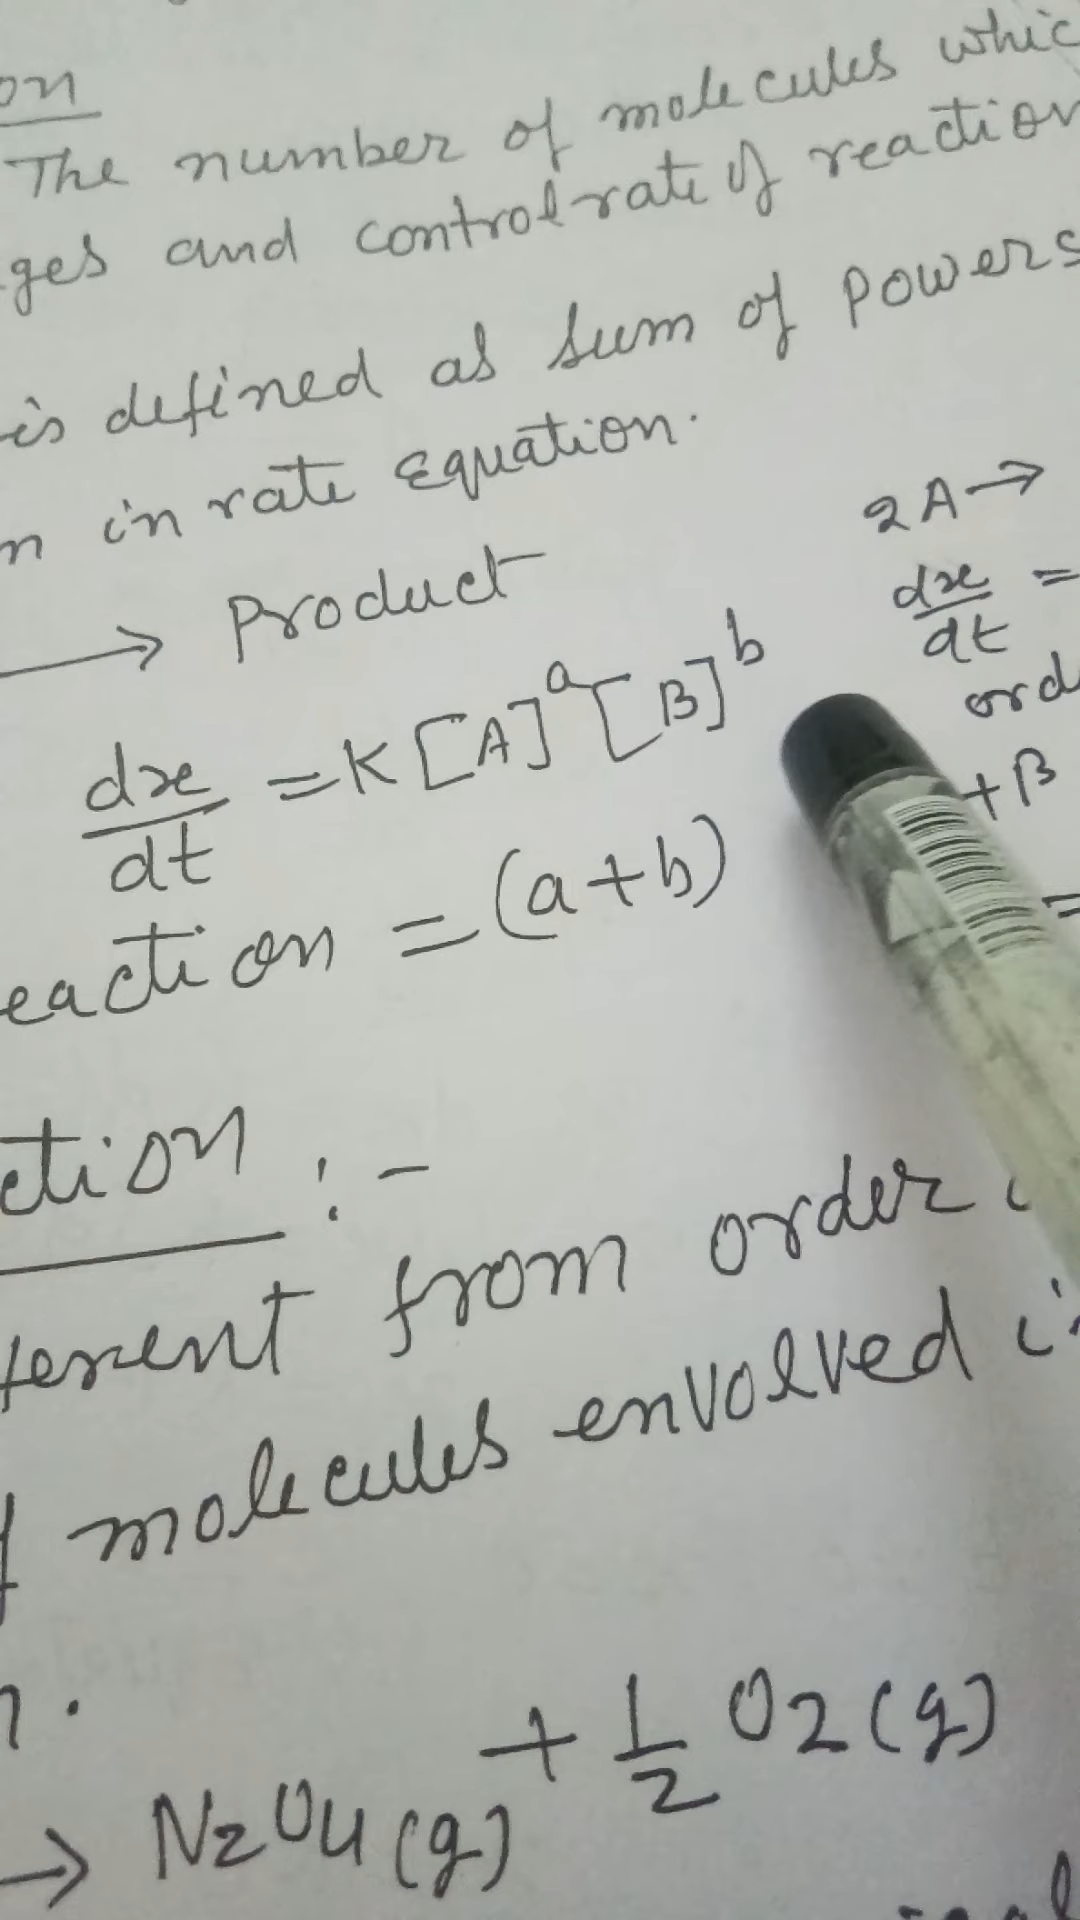 on
The number of molecules whic
ges and control rate of reaction
is defined as sum of powers
n in rate Equation.
→ Product
dx/dt = K[A]^a [B]^b
eaction = (a+b)
2A →
dx/dt =
ord
+ B
=
ction :-
ferent from order i
f molecules envolved i
n.
→ N2O4(g) + 1/2 O2(g)